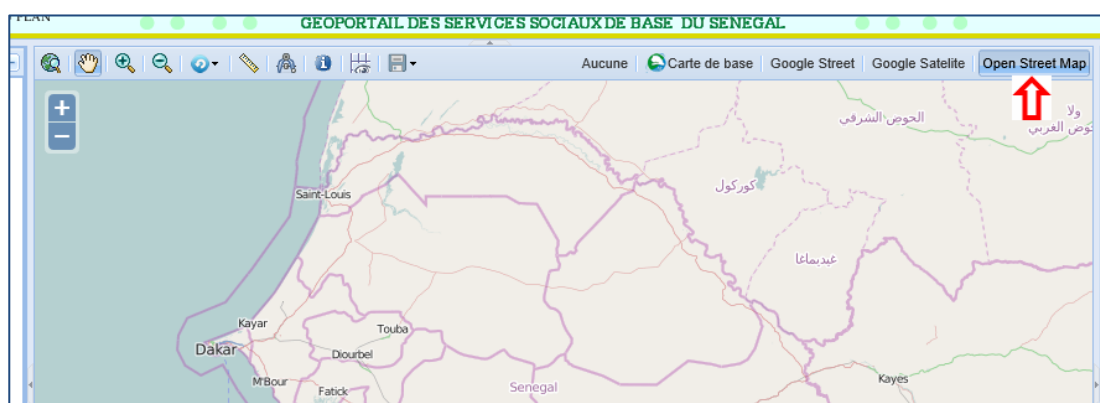 PLAN
GEOPORTAIL DES SERVICES SOCIAUX DE BASE DU SENEGAL
Aucune Carte de base Google Street Google Satelite Open Street Map
الحوض الشرقي
ولا
حوض الغربي
كوركول
Saint-Louis
غيديماغا
Kayar
Touba
Dakar
Diourbel
M'Bour
Fatick
Senegal
Kayes